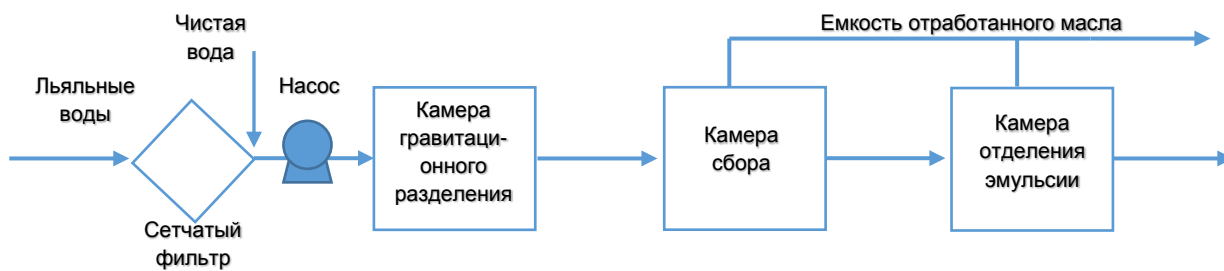 Чистая
вода
Емкость отработанного масла
Льяльные
воды
Насос
Камера
гравитаци-
онного
разделения
Камера
сбора
Камера
отделения
эмульсии
Сетчатый
фильтр